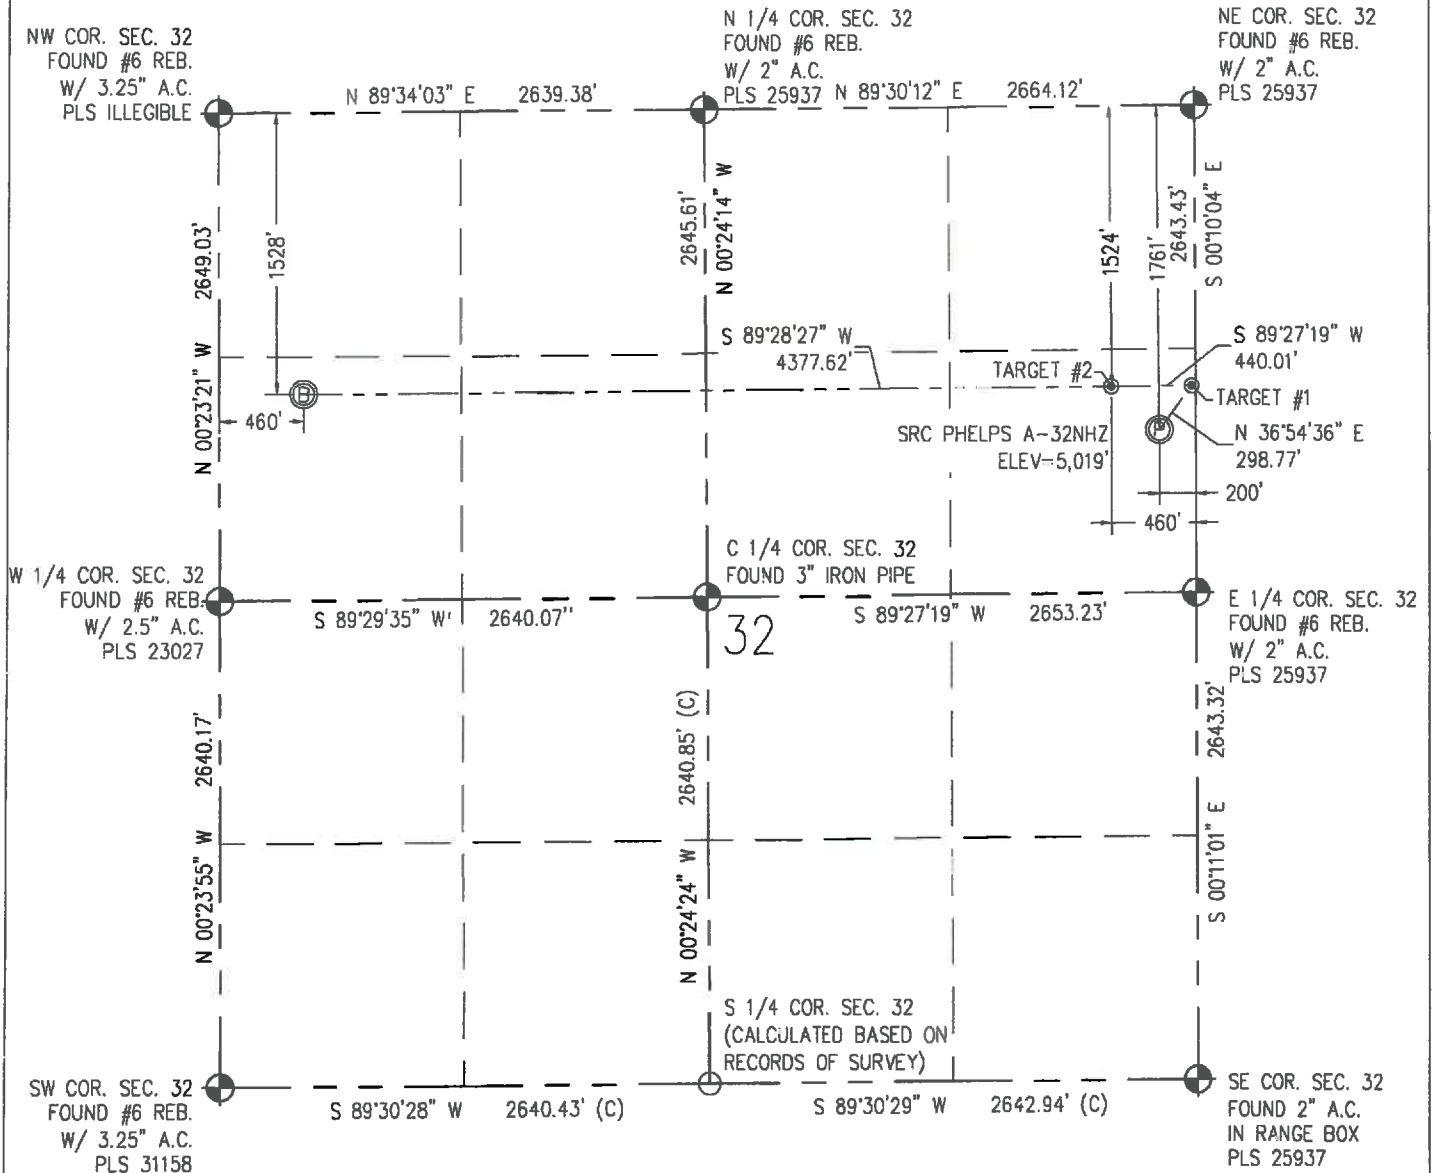 NW COR. SEC. 32
FOUND #6 REB.
W/ 3.25" A.C.
PLS ILLEGIBLE
N 1/4 COR. SEC. 32
FOUND #6 REB.
W/ 2" A.C.
PLS 25937
NE COR. SEC. 32
FOUND #6 REB.
W/ 2" A.C.
PLS 25937
N 89°34'03" E 2639.38'
N 89°30'12" E 2664.12'
N 00°23'21" W 2649.03'
1528'
2645.61'
N 00°24'14" W
1524'
1761'
2643.43'
S 00°10'04" E
S 89°28'27" W
4377.62'
S 89°27'19" W
440.01'
TARGET #2
TARGET #1
B
460'
SRC PHELPS A-32NHZ
ELEV=5,019'
P
N 36°54'36" E
298.77'
200'
460'
W 1/4 COR. SEC. 32
FOUND #6 REB.
W/ 2.5" A.C.
PLS 23027
C 1/4 COR. SEC. 32
FOUND 3" IRON PIPE
E 1/4 COR. SEC. 32
FOUND #6 REB.
W/ 2" A.C.
PLS 25937
S 89°29'35" W' 2640.07''
32
S 89°27'19" W 2653.23'
N 00°23'55" W 2640.17'
N 00°24'24" W 2640.85' (C)
S 00°11'01" E 2643.32'
S 1/4 COR. SEC. 32
(CALCULATED BASED ON
RECORDS OF SURVEY)
SW COR. SEC. 32
FOUND #6 REB.
W/ 3.25" A.C.
PLS 31158
S 89°30'28" W 2640.43' (C)
S 89°30'29" W 2642.94' (C)
SE COR. SEC. 32
FOUND 2" A.C.
IN RANGE BOX
PLS 25937